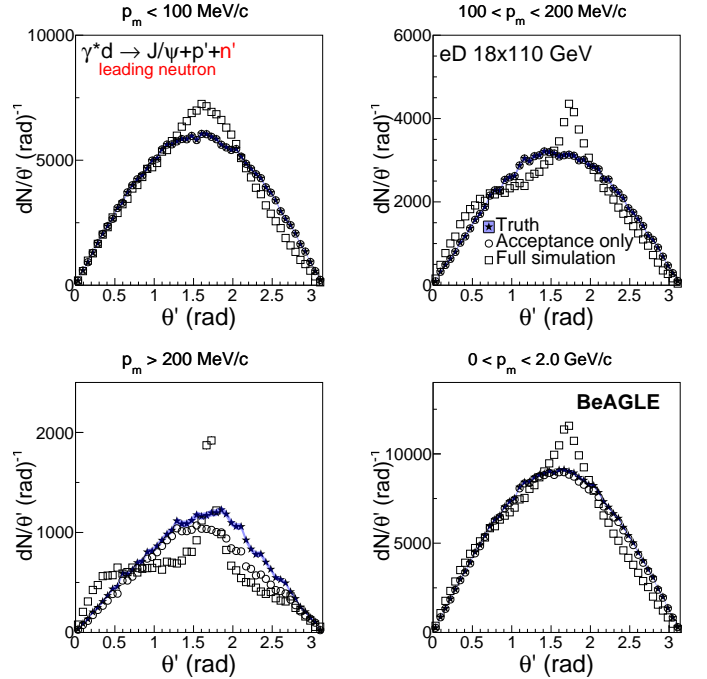 p_m < 100 MeV/c
γ*d → J/ψ+p'+n'
leading neutron
dN/θ' (rad)⁻¹
10000
5000
0
0 0.5 1 1.5 2 2.5 3
θ' (rad)
100 < p_m < 200 MeV/c
eD 18x110 GeV
dN/θ' (rad)⁻¹
6000
4000
2000
0
Truth
Acceptance only
Full simulation
0 0.5 1 1.5 2 2.5 3
θ' (rad)
p_m > 200 MeV/c
dN/θ' (rad)⁻¹
2000
1000
0
0 0.5 1 1.5 2 2.5 3
θ' (rad)
0 < p_m < 2.0 GeV/c
BeAGLE
dN/θ' (rad)⁻¹
10000
5000
0
0 0.5 1 1.5 2 2.5 3
θ' (rad)